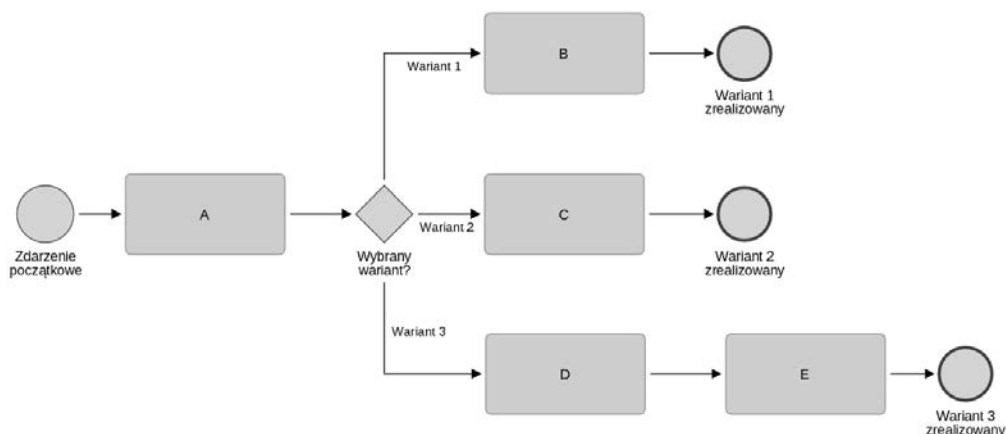 B
Wariant 1
Wariant 1
zrealizowany
A
C
Wariant 2
Zdarzenie
początkowe
Wybrany
wariant?
Wariant 2
zrealizowany
Wariant 3
D
E
Wariant 3
zrealizowany